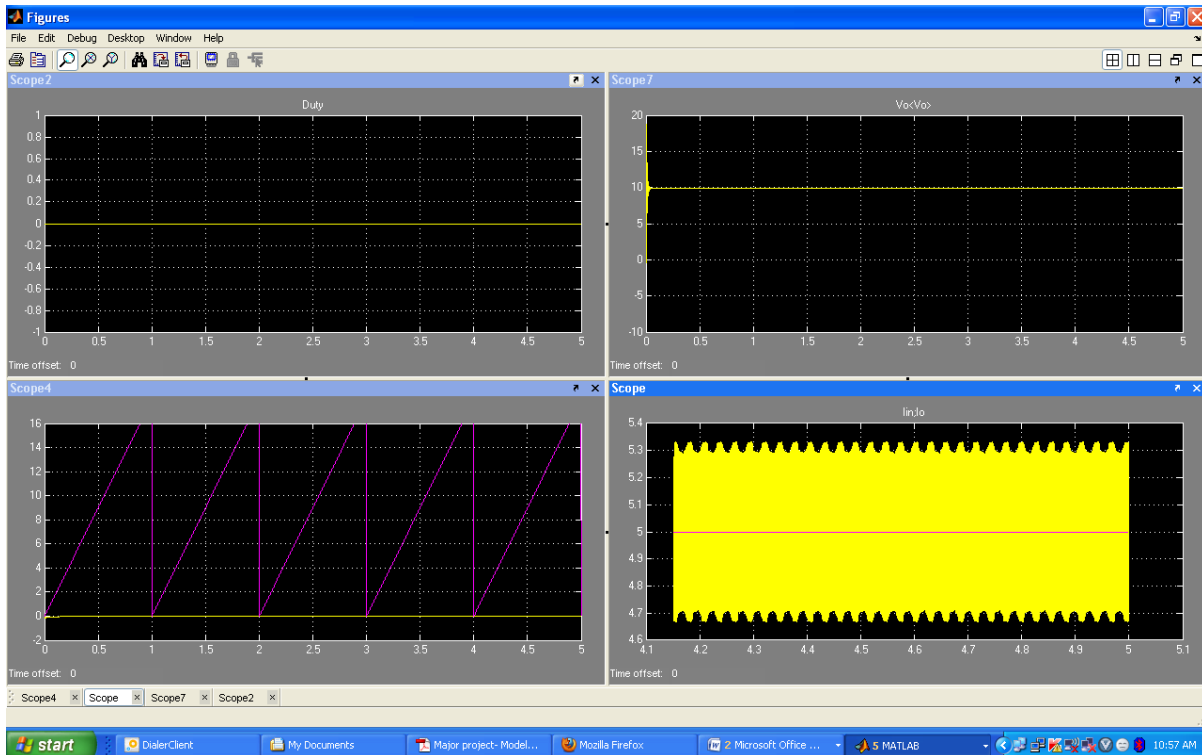 Figures
File Edit Debug Desktop Window Help
Scope2
Duty
1
0.8
0.6
0.4
0.2
0
-0.2
-0.4
-0.6
-0.8
-1
0 0.5 1 1.5 2 2.5 3 3.5 4 4.5 5
Time offset: 0
Scope7
Vo<Vo>
20
15
10
5
0
-5
-10
0 0.5 1 1.5 2 2.5 3 3.5 4 4.5 5
Time offset: 0
Scope4
16
14
12
10
8
6
4
2
0
-2
0 0.5 1 1.5 2 2.5 3 3.5 4 4.5 5
Time offset: 0
Scope
Iin;Io
5.4
5.3
5.2
5.1
5
4.9
4.8
4.7
4.6
4.1 4.2 4.3 4.4 4.5 4.6 4.7 4.8 4.9 5 5.1
Time offset: 0
Scope4 Scope Scope7 Scope2
start DialerClient My Documents Major project- Model... Mozilla Firefox 2 Microsoft Office ... 5 MATLAB 10:57 AM